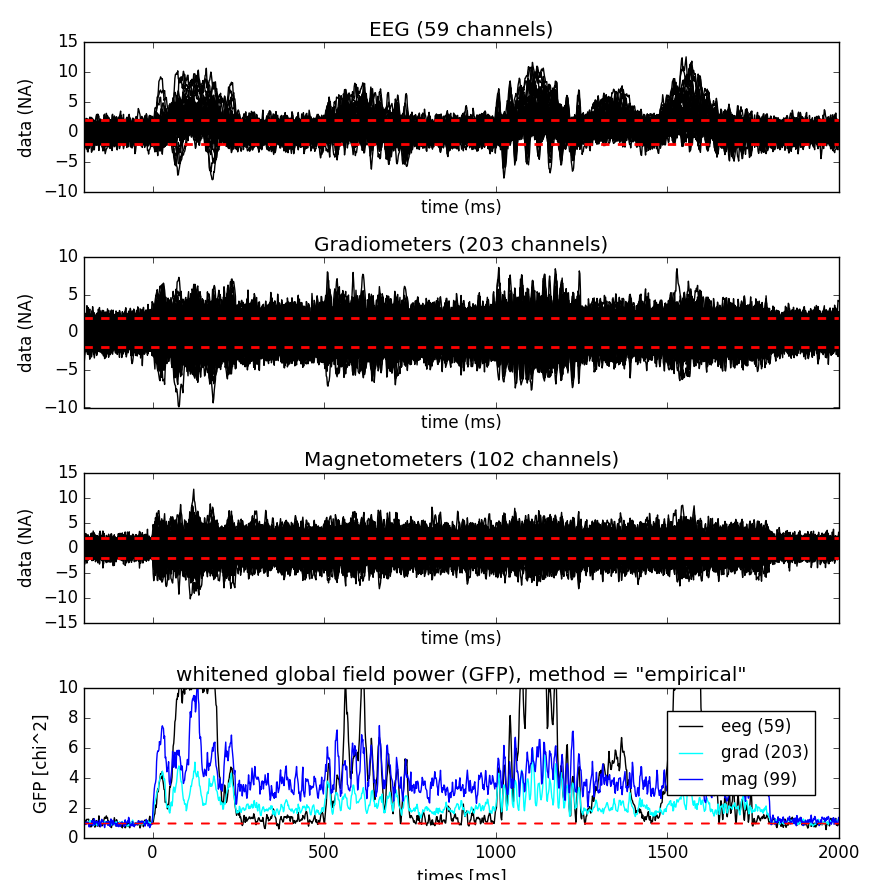 EEG (59 channels)
15
10
5
0
−5
−10
data (NA)
time (ms)
Gradiometers (203 channels)
10
5
0
−5
−10
data (NA)
time (ms)
Magnetometers (102 channels)
15
10
5
0
−5
−10
−15
data (NA)
time (ms)
whitened global field power (GFP), method = "empirical"
10
8
6
4
2
0
GFP [chi^2]
eeg (59)
grad (203)
mag (99)
0 500 1000 1500 2000
times [ms]